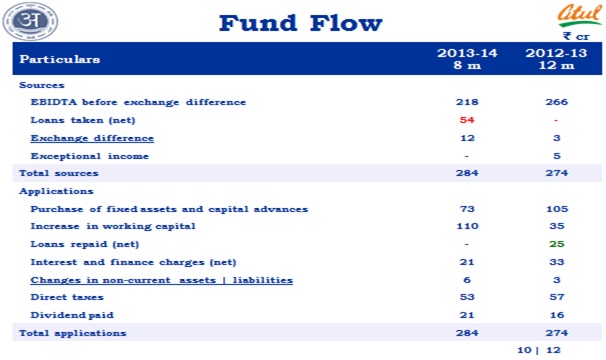 अ
Fund Flow
Atul
₹ cr
Particulars 2013-14 8 m 2012-13 12 m
Sources
EBIDTA before exchange difference 218 266
Loans taken (net) 54 -
Exchange difference 12 3
Exceptional income - 5
Total sources 284 274
Applications
Purchase of fixed assets and capital advances 73 105
Increase in working capital 110 35
Loans repaid (net) - 25
Interest and finance charges (net) 21 33
Changes in non-current assets | liabilities 6 3
Direct taxes 53 57
Dividend paid 21 16
Total applications 284 274
10 | 12